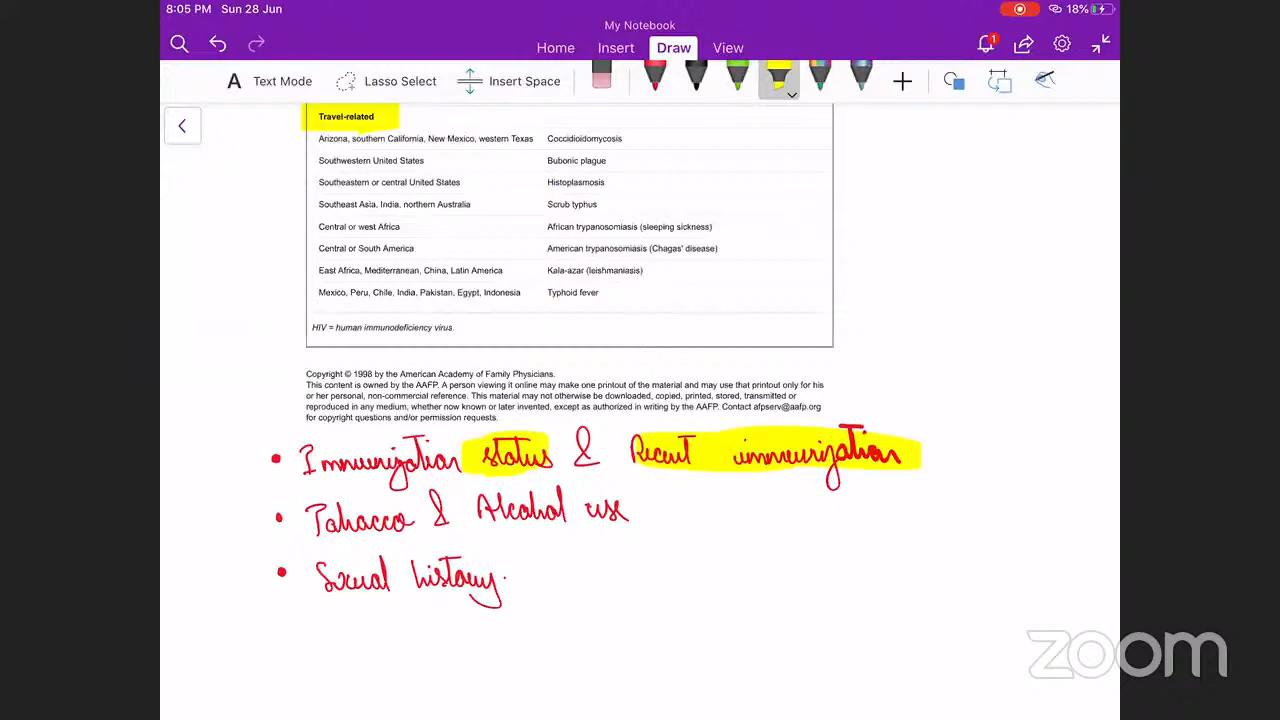 8:05 PM Sun 28 Jun 18%
My Notebook
Home Insert Draw View 1
A Text Mode Lasso Select Insert Space
Travel-related
Arizona, southern California, New Mexico, western Texas Coccidioidomycosis
Southwestern United States Bubonic plague
Southeastern or central United States Histoplasmosis
Southeast Asia, India, northern Australia Scrub typhus
Central or west Africa African trypanosomiasis (sleeping sickness)
Central or South America American trypanosomiasis (Chagas' disease)
East Africa, Mediterranean, China, Latin America Kala-azar (leishmaniasis)
Mexico, Peru, Chile, India, Pakistan, Egypt, Indonesia Typhoid fever
HIV = human immunodeficiency virus.
Copyright © 1998 by the American Academy of Family Physicians.
This content is owned by the AAFP. A person viewing it online may make one printout of the material and may use that printout only for his
or her personal, non-commercial reference. This material may not otherwise be downloaded, copied, printed, stored, transmitted or
reproduced in any medium, whether now known or later invented, except as authorized in writing by the AAFP. Contact afpserv@aafp.org
for copyright questions and/or permission requests.
• Immunization status & Recent immunization
• Tobacco & Alcohol use
• Sexual history.
zoom